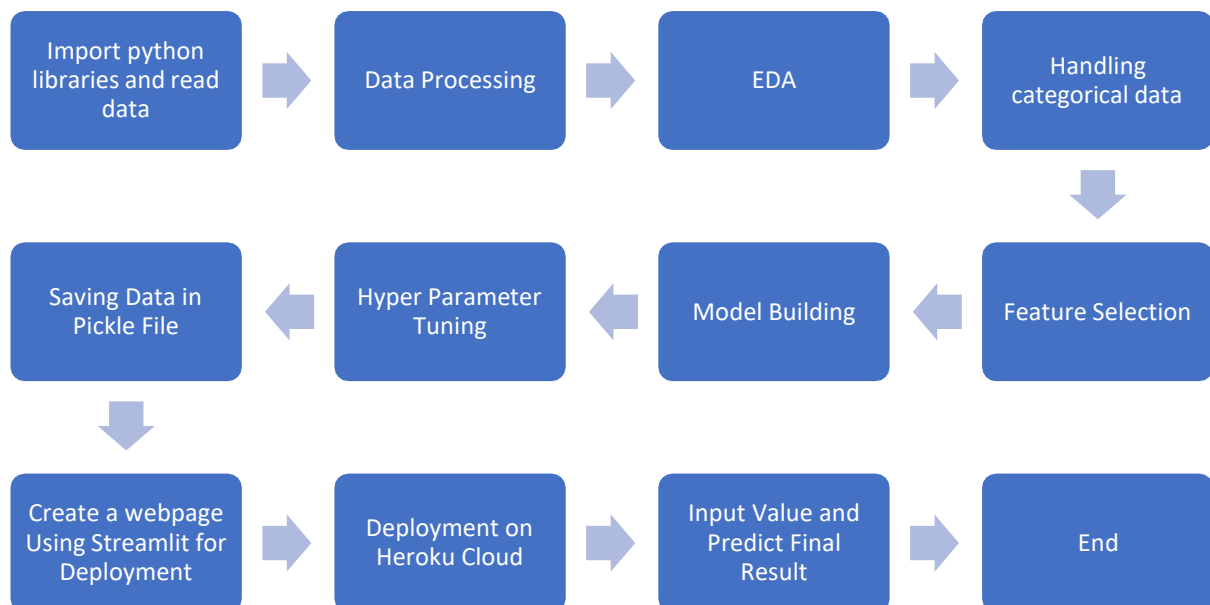 Import python
libraries and read
data
Data Processing
EDA
Handling
categorical data
Feature Selection
Model Building
Hyper Parameter
Tuning
Saving Data in
Pickle File
Create a webpage
Using Streamlit for
Deployment
Deployment on
Heroku Cloud
Input Value and
Predict Final
Result
End